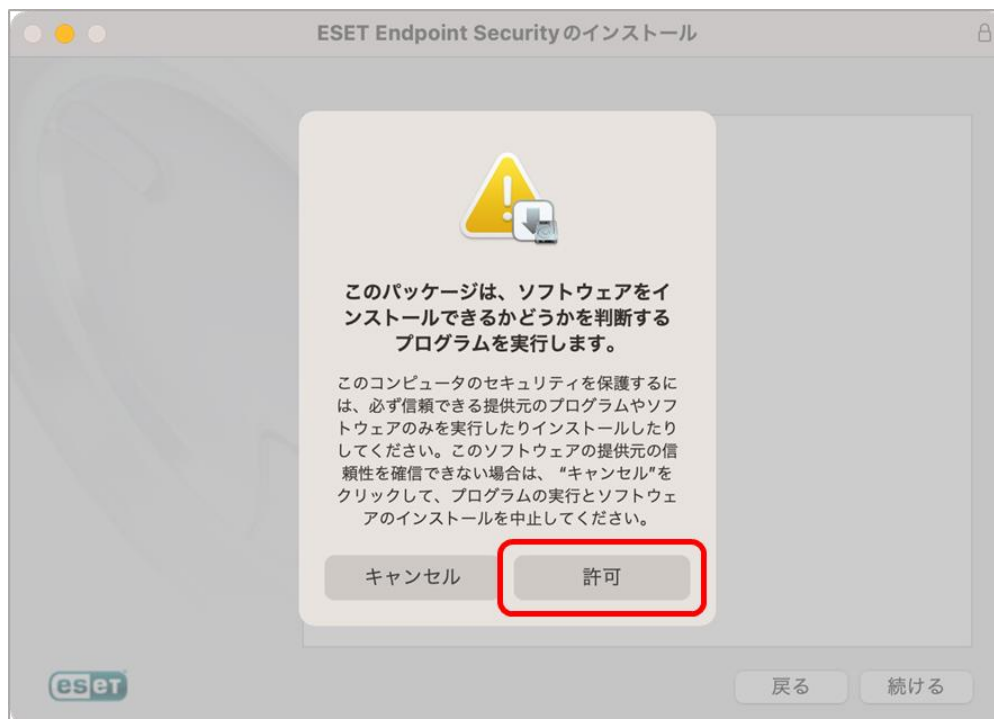 ESET Endpoint Securityのインストール
このパッケージは、ソフトウェアをイ
ンストールできるかどうかを判断する
プログラムを実行します。
このコンピュータのセキュリティを保護するに
は、必ず信頼できる提供元のプログラムやソフ
トウェアのみを実行したりインストールしたり
してください。このソフトウェアの提供元の信
頼性を確信できない場合は、“キャンセル”を
クリックして、プログラムの実行とソフトウェ
アのインストールを中止してください。
キャンセル
許可
eset
戻る
続ける